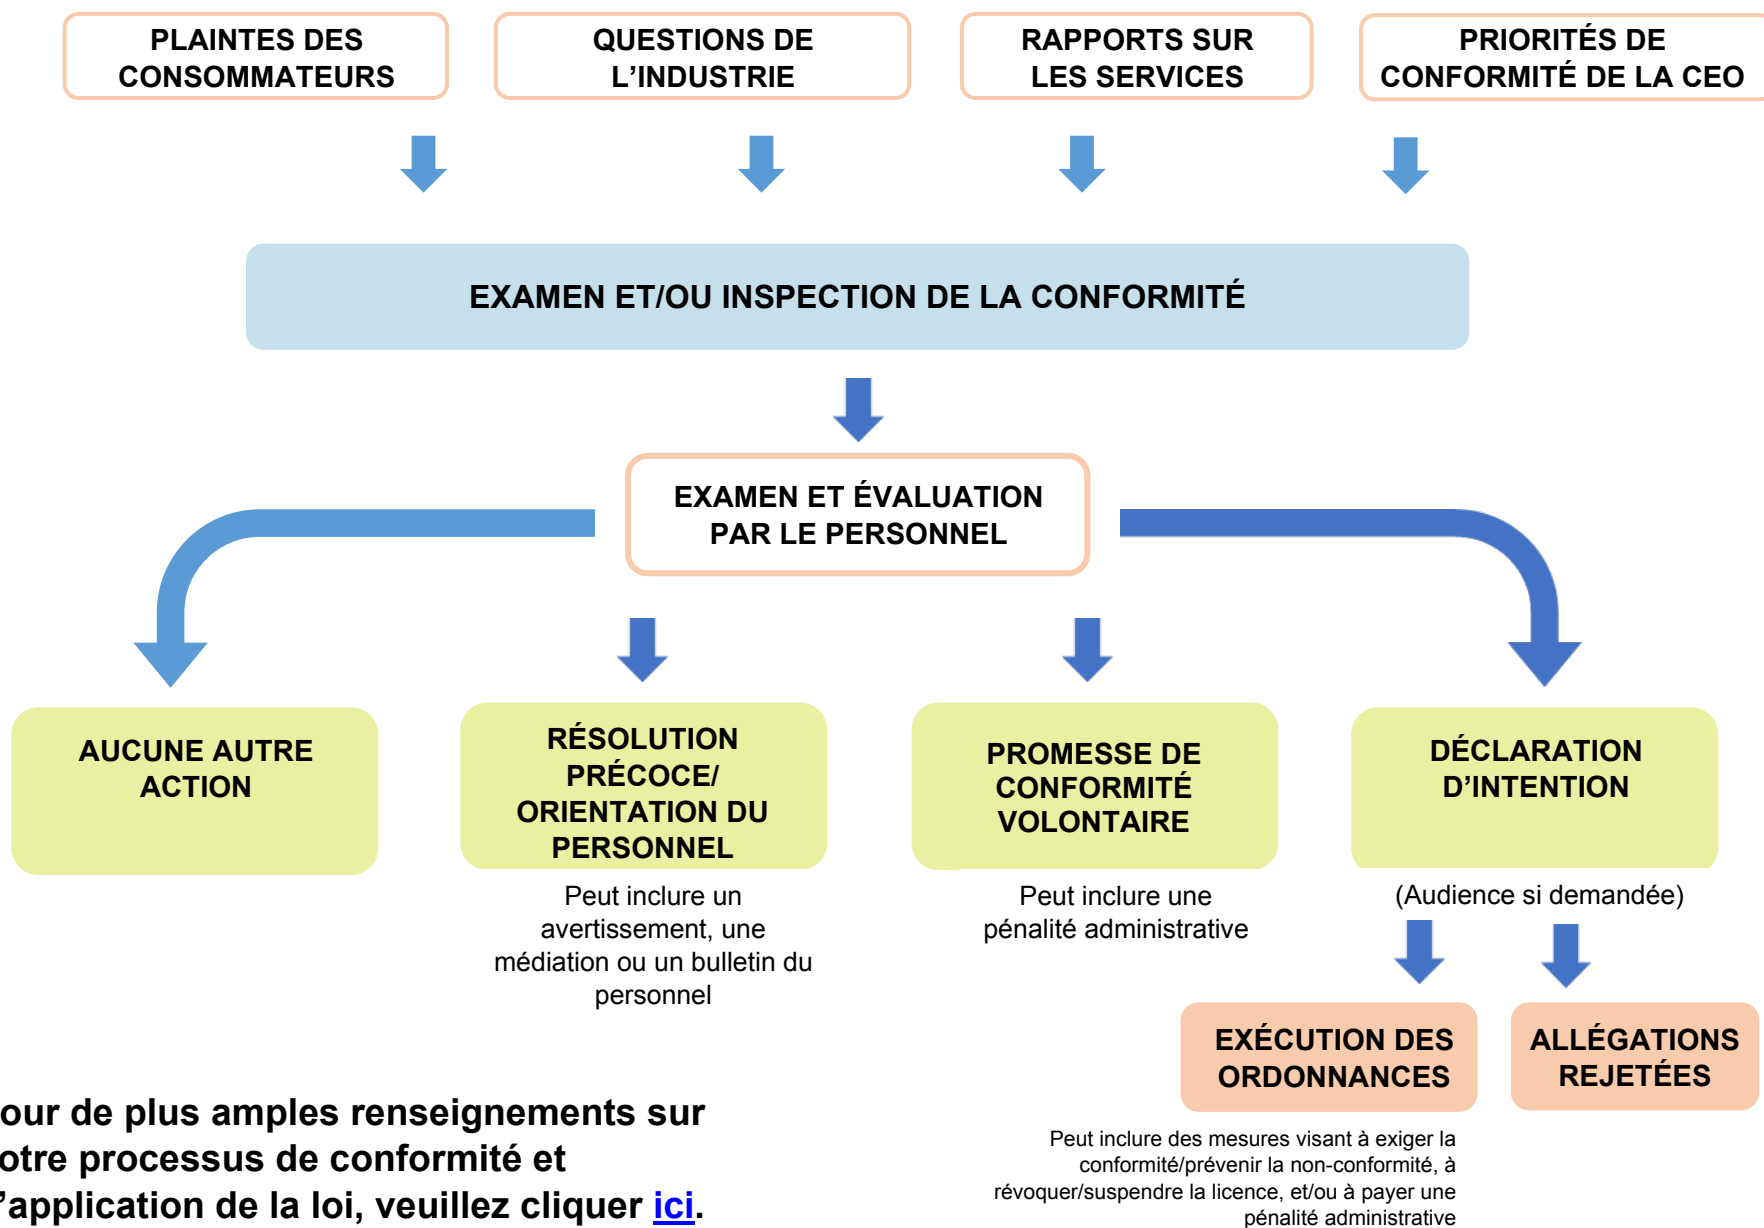 PLAINTES DES
CONSOMMATEURS
QUESTIONS DE
L’INDUSTRIE
RAPPORTS SUR
LES SERVICES
PRIORITÉS DE
CONFORMITÉ DE LA CEO
EXAMEN ET/OU INSPECTION DE LA CONFORMITÉ
EXAMEN ET ÉVALUATION
PAR LE PERSONNEL
AUCUNE AUTRE
ACTION
RÉSOLUTION
PRÉCOCE/
ORIENTATION DU
PERSONNEL
Peut inclure un
avertissement, une
médiation ou un bulletin du
personnel
PROMESSE DE
CONFORMITÉ
VOLONTAIRE
Peut inclure une
pénalité administrative
DÉCLARATION
D’INTENTION
(Audience si demandée)
EXÉCUTION DES
ORDONNANCES
ALLÉGATIONS
REJETÉES
Peut inclure des mesures visant à exiger la
conformité/prévenir la non-conformité, à
révoquer/suspendre la licence, et/ou à payer une
pénalité administrative
our de plus amples renseignements sur
otre processus de conformité et
’application de la loi, veuillez cliquer ici.